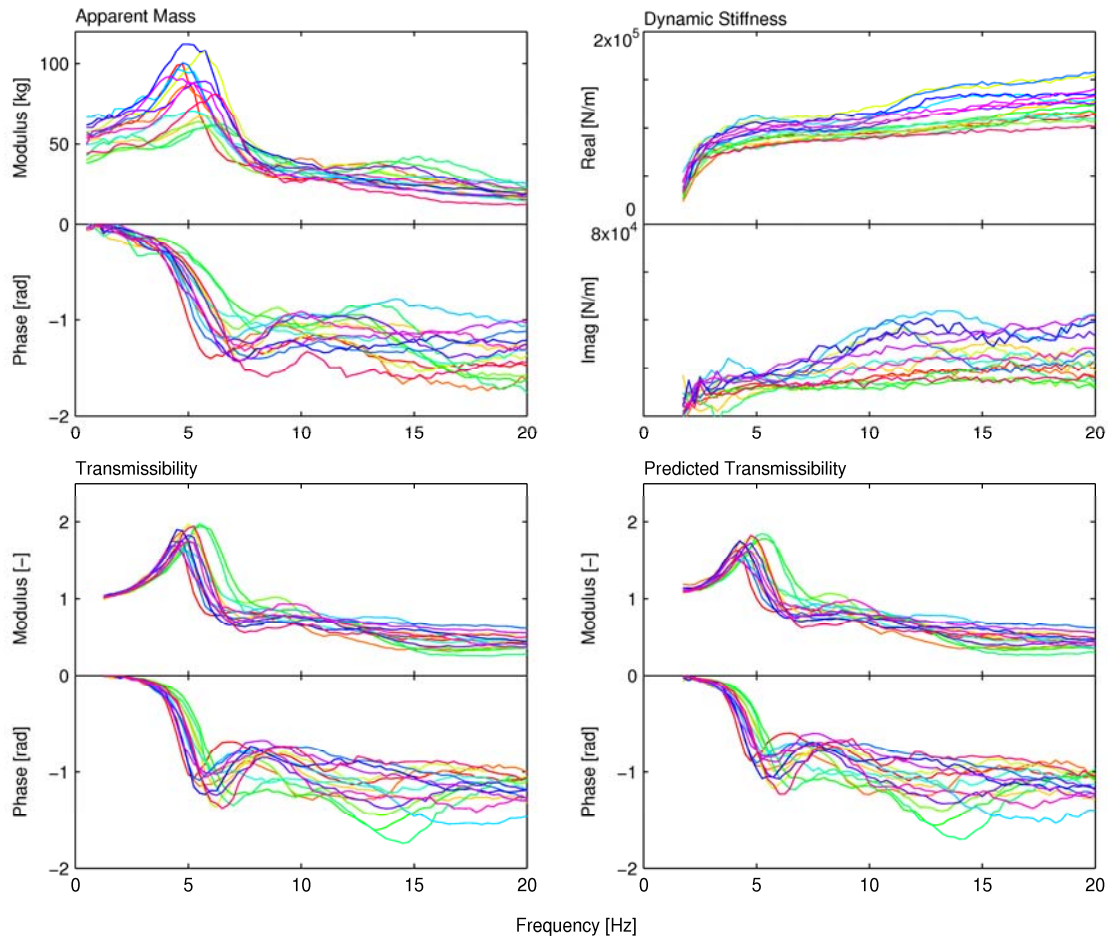 Apparent Mass
Modulus [kg]
100
50
0
Phase [rad]
−1
−2
0 5 10 15 20
Dynamic Stiffness
2x10^5
Real [N/m]
0
8x10^4
Imag [N/m]
0 5 10 15 20
Transmissibility
Modulus [−]
2
1
0
Phase [rad]
−1
−2
0 5 10 15 20
Predicted Transmissibility
Modulus [−]
2
1
0
Phase [rad]
−1
−2
0 5 10 15 20
Frequency [Hz]